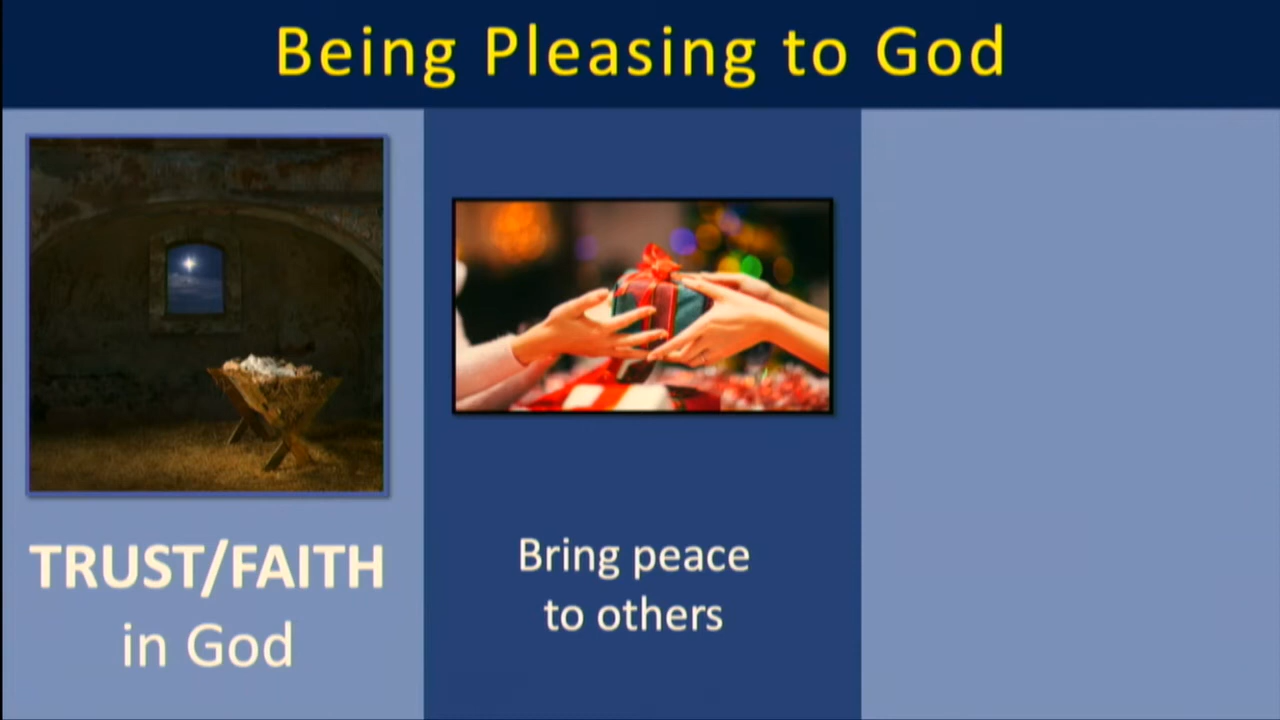 Being Pleasing to God
TRUST/FAITH
in God
Bring peace
to others